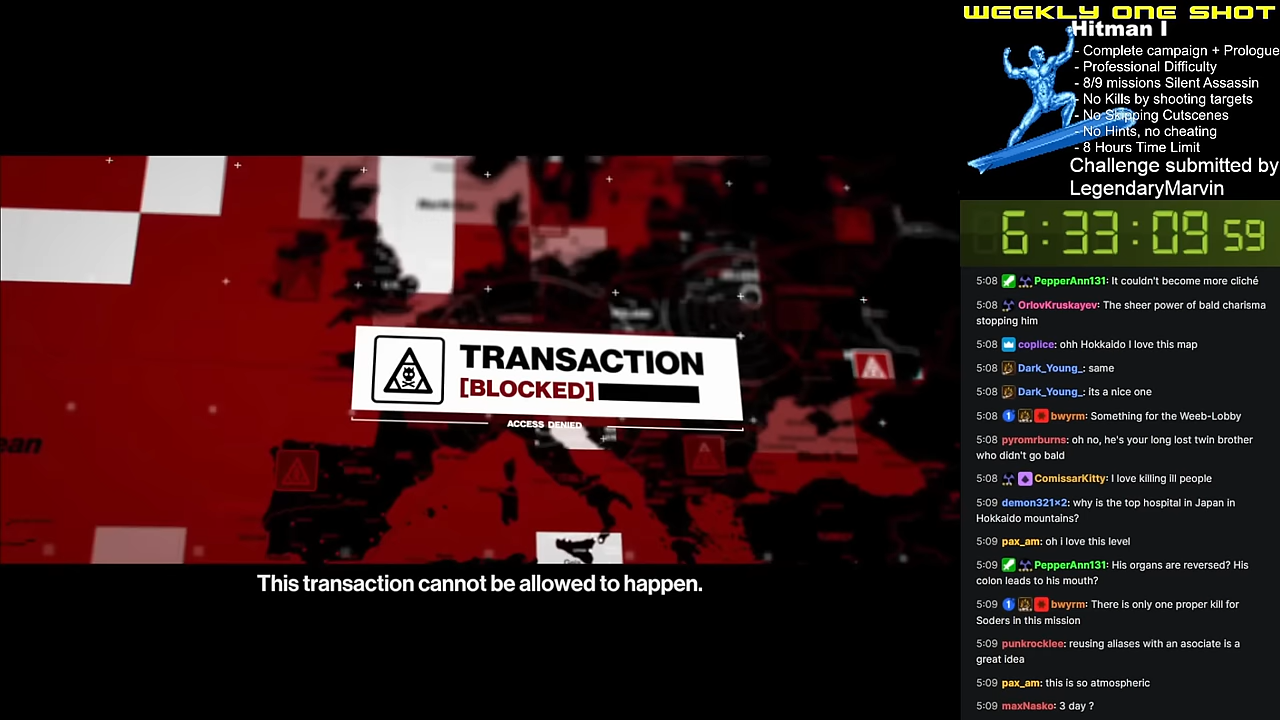 WEEKLY ONE SHOT
Hitman I
- Complete campaign + Prologue
- Professional Difficulty
- 8/9 missions Silent Assassin
- No Kills by shooting targets
- No Skipping Cutscenes
- No Hints, no cheating
- 8 Hours Time Limit
Challenge submitted by
LegendaryMarvin
6:33:09 59
TRANSACTION
[BLOCKED]
ACCESS DENIED
ean
This transaction cannot be allowed to happen.
5:08 PepperAnn131: It couldn't become more cliché
5:08 OrlovKruskayev: The sheer power of bald charisma
stopping him
5:08 coplice: ohh Hokkaido I love this map
5:08 Dark_Young_: same
5:08 Dark_Young_: its a nice one
5:08 1 bwyrm: Something for the Weeb-Lobby
5:08 pyromrburns: oh no, he's your long lost twin brother
who didn't go bald
5:08 ComissarKitty: I love killing ill people
5:09 demon321x2: why is the top hospital in Japan in
Hokkaido mountains?
5:09 pax_am: oh i love this level
5:09 PepperAnn131: His organs are reversed? His
colon leads to his mouth?
5:09 1 bwyrm: There is only one proper kill for
Soders in this mission
5:09 punkrocklee: reusing aliases with an asociate is a
great idea
5:09 pax_am: this is so atmospheric
5:09 maxNasko: 3 day ?